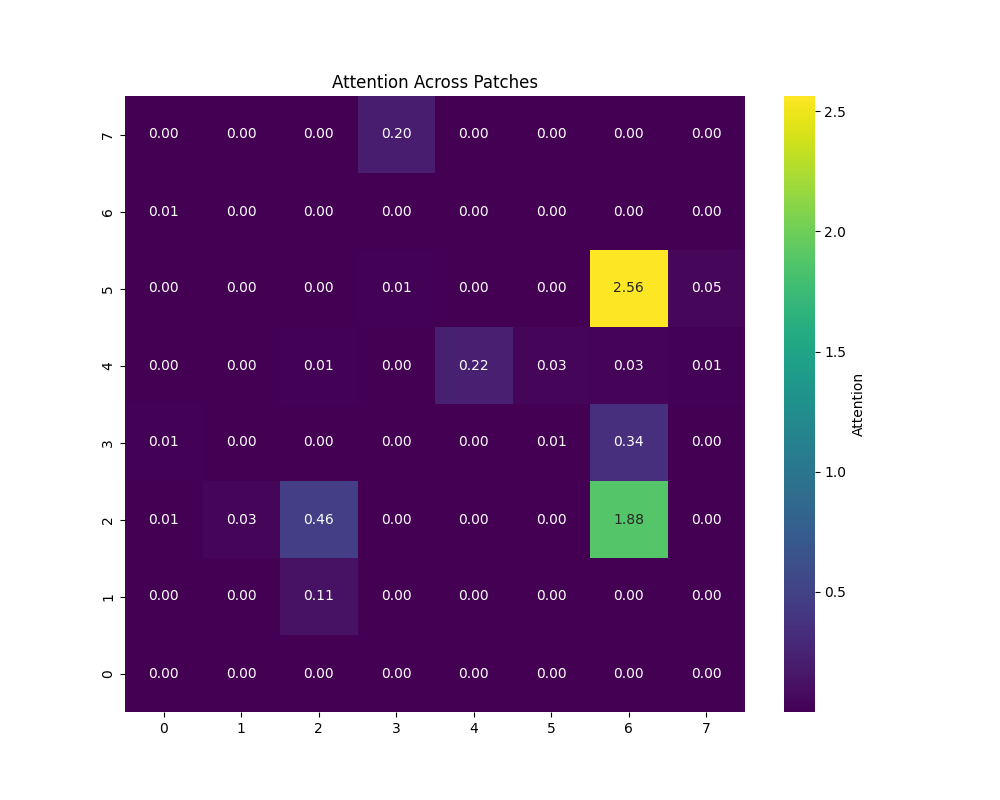 Attention Across Patches
7 0.00 0.00 0.00 0.20 0.00 0.00 0.00 0.00
6 0.01 0.00 0.00 0.00 0.00 0.00 0.00 0.00
5 0.00 0.00 0.00 0.01 0.00 0.00 2.56 0.05
4 0.00 0.00 0.01 0.00 0.22 0.03 0.03 0.01
3 0.01 0.00 0.00 0.00 0.00 0.01 0.34 0.00
2 0.01 0.03 0.46 0.00 0.00 0.00 1.88 0.00
1 0.00 0.00 0.11 0.00 0.00 0.00 0.00 0.00
0 0.00 0.00 0.00 0.00 0.00 0.00 0.00 0.00
0 1 2 3 4 5 6 7
2.5
2.0
1.5
1.0
0.5
Attention